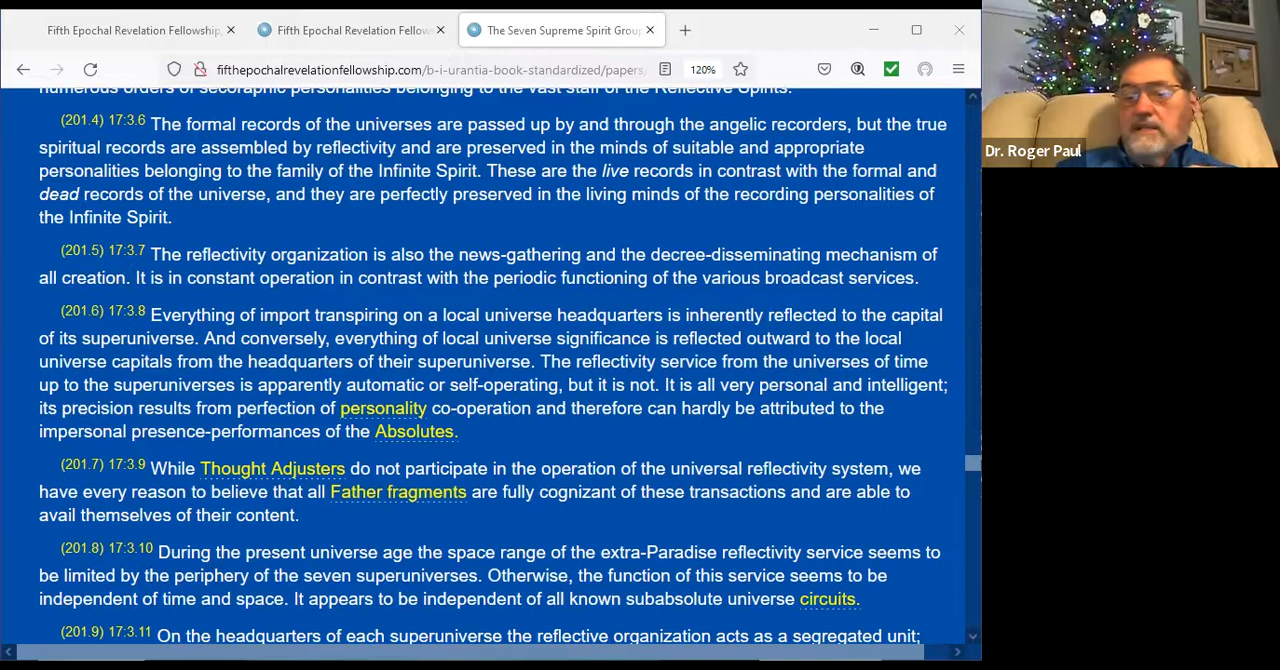 Fifth Epochal Revelation Fellowship,
Fifth Epochal Revelation Fellows
The Seven Supreme Spirit Grou
fifthepochalrevelationfellowship.com/b-i-urantia-book-standardized/papers/
120%
numerous orders of secoraphic personalities belonging to the vast staff of the Reflective Spirits.
(201.4) 17:3.6 The formal records of the universes are passed up by and through the angelic recorders, but the true
spiritual records are assembled by reflectivity and are preserved in the minds of suitable and appropriate
personalities belonging to the family of the Infinite Spirit. These are the live records in contrast with the formal and
dead records of the universe, and they are perfectly preserved in the living minds of the recording personalities of
the Infinite Spirit.
(201.5) 17:3.7 The reflectivity organization is also the news-gathering and the decree-disseminating mechanism of
all creation. It is in constant operation in contrast with the periodic functioning of the various broadcast services.
(201.6) 17:3.8 Everything of import transpiring on a local universe headquarters is inherently reflected to the capital
of its superuniverse. And conversely, everything of local universe significance is reflected outward to the local
universe capitals from the headquarters of their superuniverse. The reflectivity service from the universes of time
up to the superuniverses is apparently automatic or self-operating, but it is not. It is all very personal and intelligent;
its precision results from perfection of personality co-operation and therefore can hardly be attributed to the
impersonal presence-performances of the Absolutes.
(201.7) 17:3.9 While Thought Adjusters do not participate in the operation of the universal reflectivity system, we
have every reason to believe that all Father fragments are fully cognizant of these transactions and are able to
avail themselves of their content.
(201.8) 17:3.10 During the present universe age the space range of the extra-Paradise reflectivity service seems to
be limited by the periphery of the seven superuniverses. Otherwise, the function of this service seems to be
independent of time and space. It appears to be independent of all known subabsolute universe circuits.
(201.9) 17:3.11 On the headquarters of each superuniverse the reflective organization acts as a segregated unit;
Dr. Roger Paul